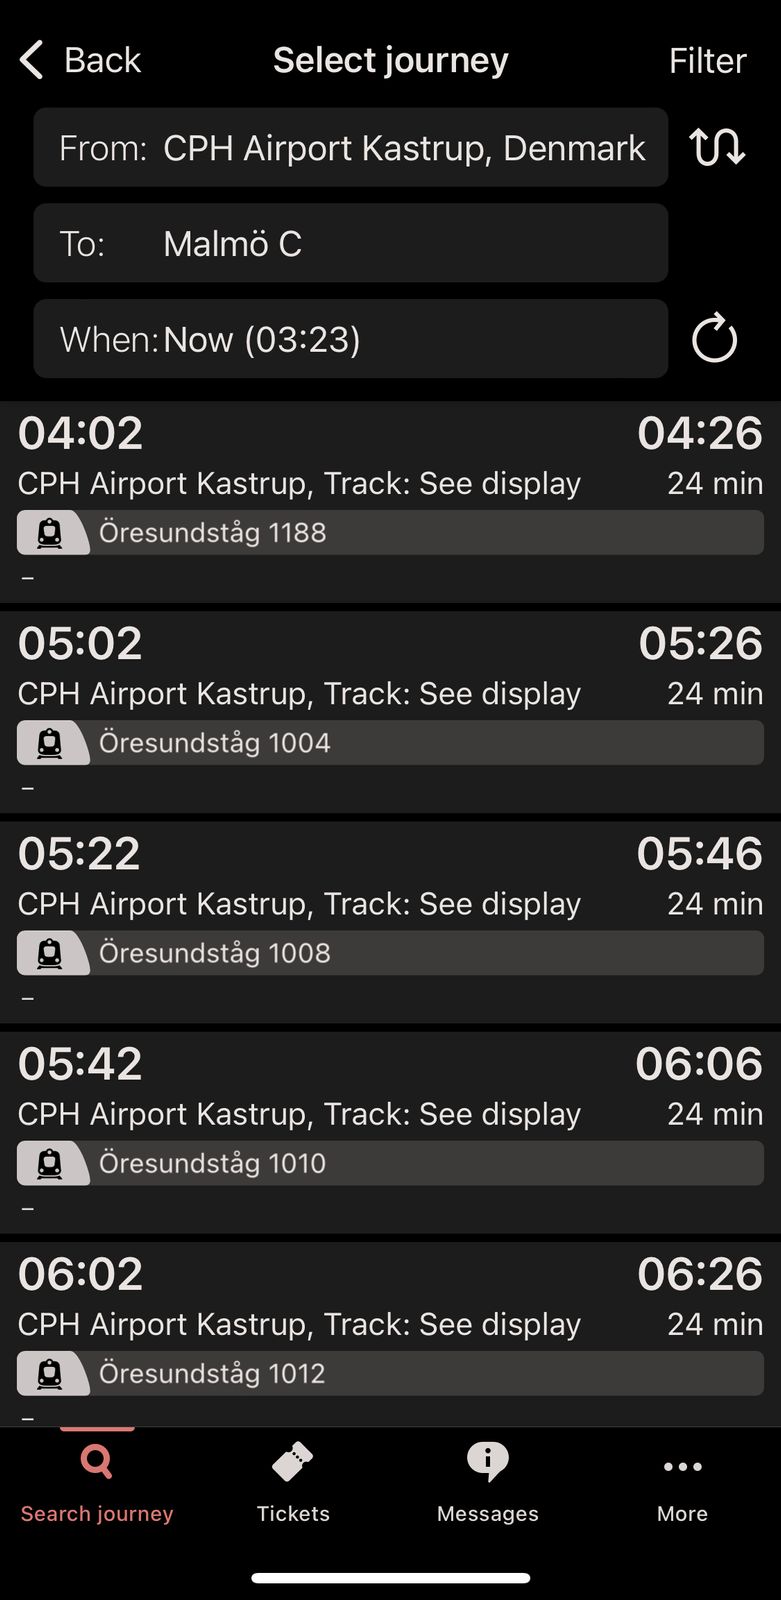 Back Select journey Filter
From: CPH Airport Kastrup, Denmark
To: Malmö C
When: Now (03:23)
04:02 04:26
CPH Airport Kastrup, Track: See display 24 min
Öresundståg 1188
–
05:02 05:26
CPH Airport Kastrup, Track: See display 24 min
Öresundståg 1004
–
05:22 05:46
CPH Airport Kastrup, Track: See display 24 min
Öresundståg 1008
–
05:42 06:06
CPH Airport Kastrup, Track: See display 24 min
Öresundståg 1010
–
06:02 06:26
CPH Airport Kastrup, Track: See display 24 min
Öresundståg 1012
–
Search journey Tickets Messages More